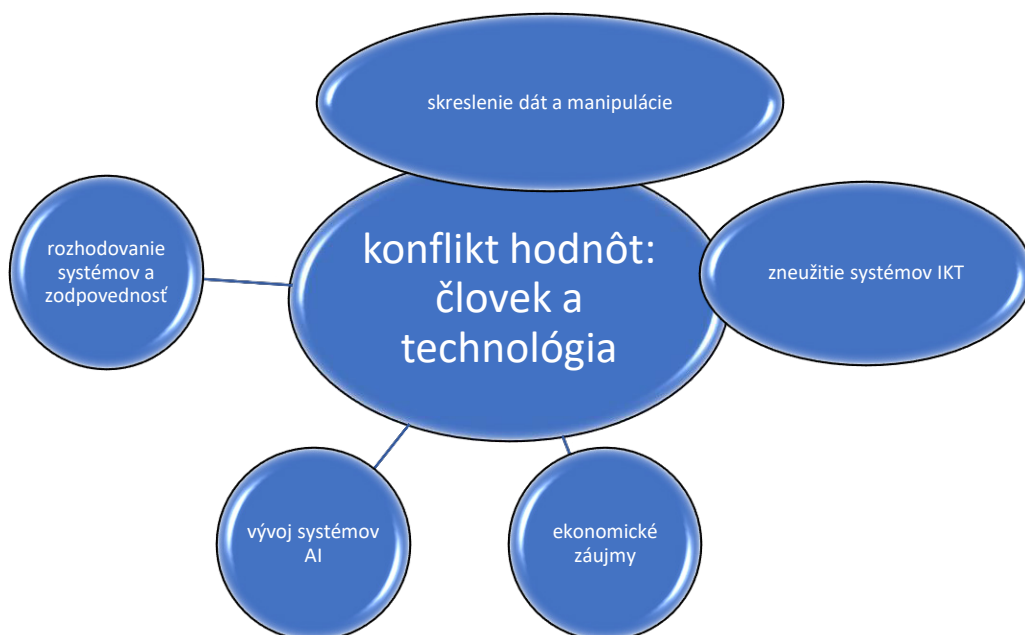 skreslenie dát a manipulácie
konflikt hodnôt:
človek a
technológia
zneužitie systémov IKT
rozhodovanie
systémov a
zodpovednosť
vývoj systémov
AI
ekonomické
záujmy